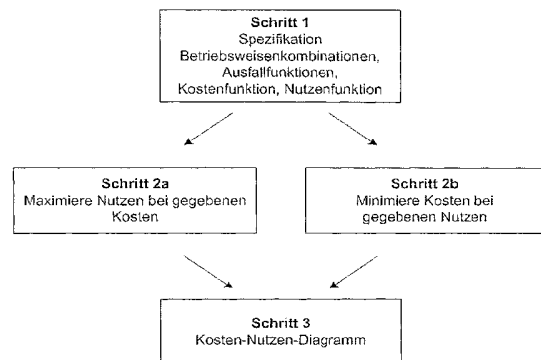 Schritt 1
Spezifikation
Betriebsweisenkombinationen,
Ausfallfunktionen,
Kostenfunktion, Nutzenfunktion
Schritt 2a
Maximiere Nutzen bei gegebenen
Kosten
Schritt 2b
Minimiere Kosten bei
gegebenen Nutzen
Schritt 3
Kosten-Nutzen-Diagramm